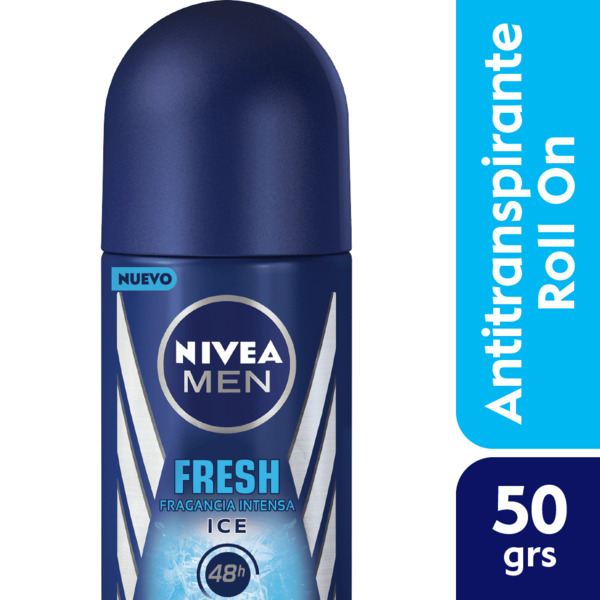 NUEVO
NIVEA
MEN
FRESH
FRAGANCIA INTENSA
ICE
48h
Antitranspirante
Roll On
50
grs